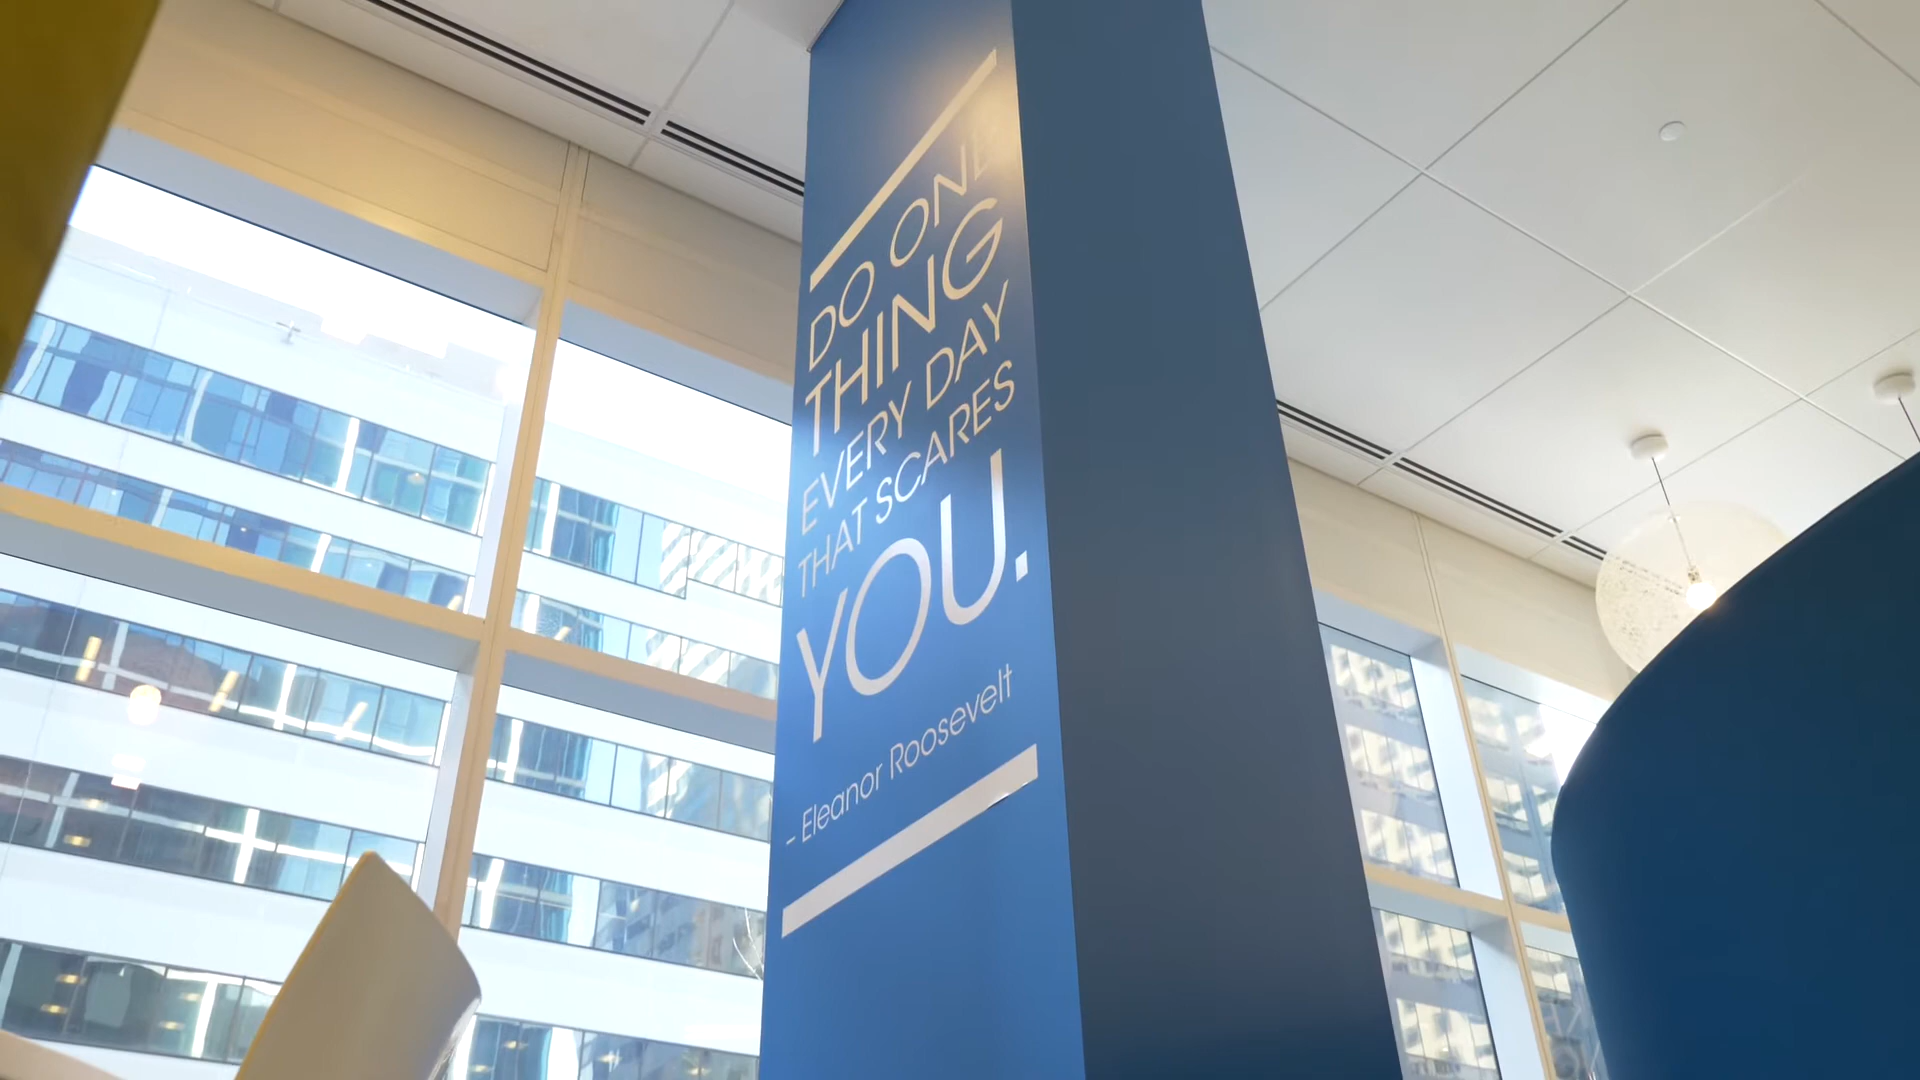 DO ONE
THING
EVERY DAY
THAT SCARES
YOU.
- Eleanor Roosevelt